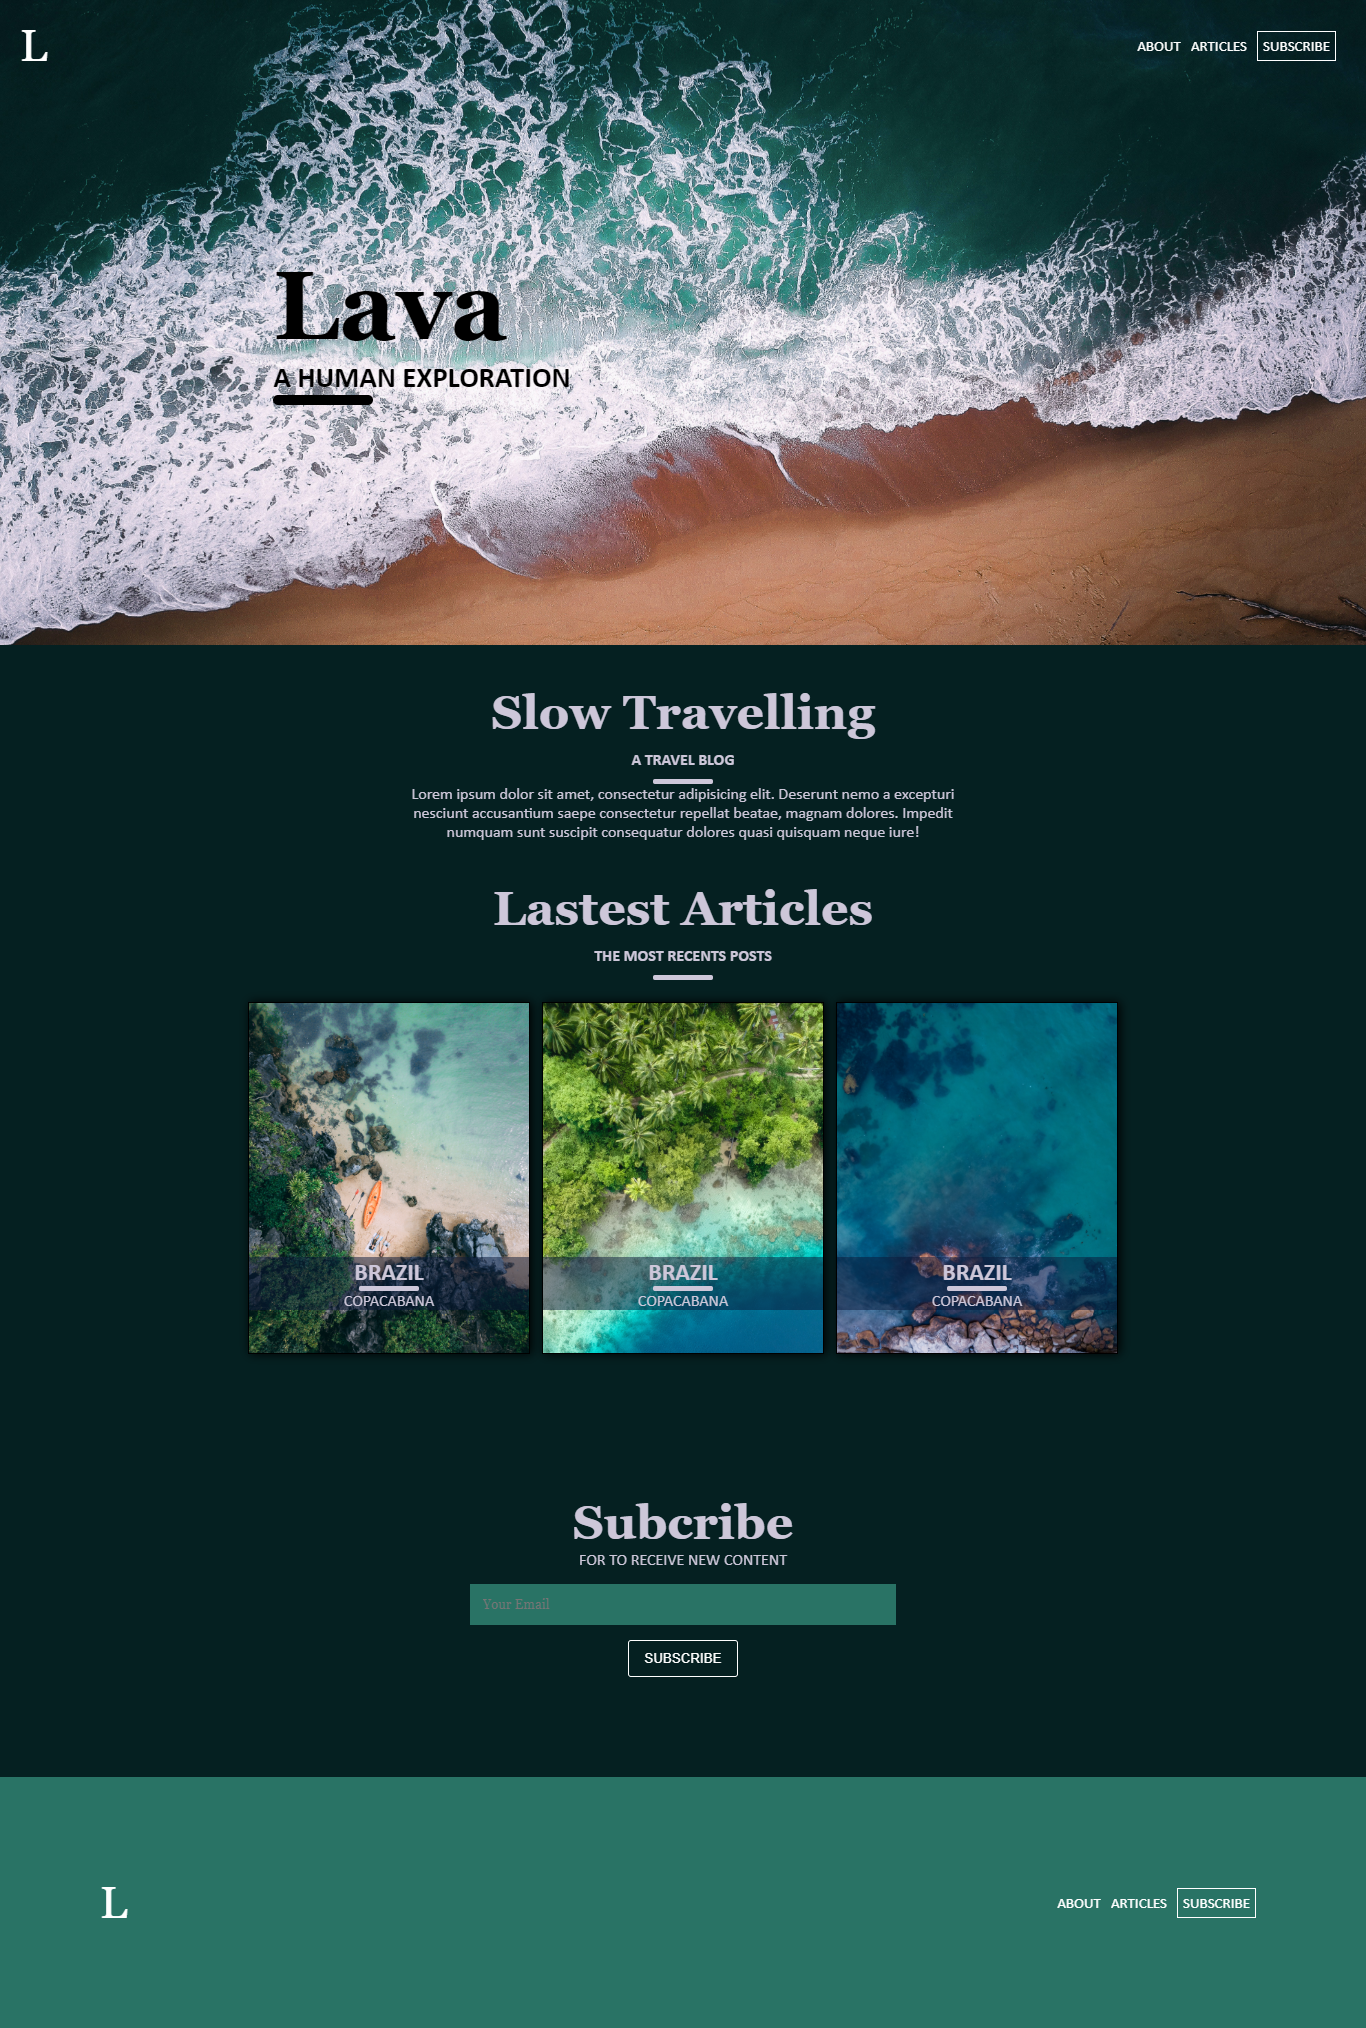 L
ABOUT ARTICLES SUBSCRIBE
Lava
A HUMAN EXPLORATION
Slow Travelling
A TRAVEL BLOG
Lorem ipsum dolor sit amet, consectetur adipisicing elit. Deserunt nemo a excepturi
nesciunt accusantium saepe consectetur repellat beatae, magnam dolores. Impedit
numquam sunt suscipit consequatur dolores quasi quisquam neque iure!
Lastest Articles
THE MOST RECENTS POSTS
BRAZIL
COPACABANA
BRAZIL
COPACABANA
BRAZIL
COPACABANA
Subcribe
FOR TO RECEIVE NEW CONTENT
Your Email
SUBSCRIBE
L
ABOUT ARTICLES SUBSCRIBE